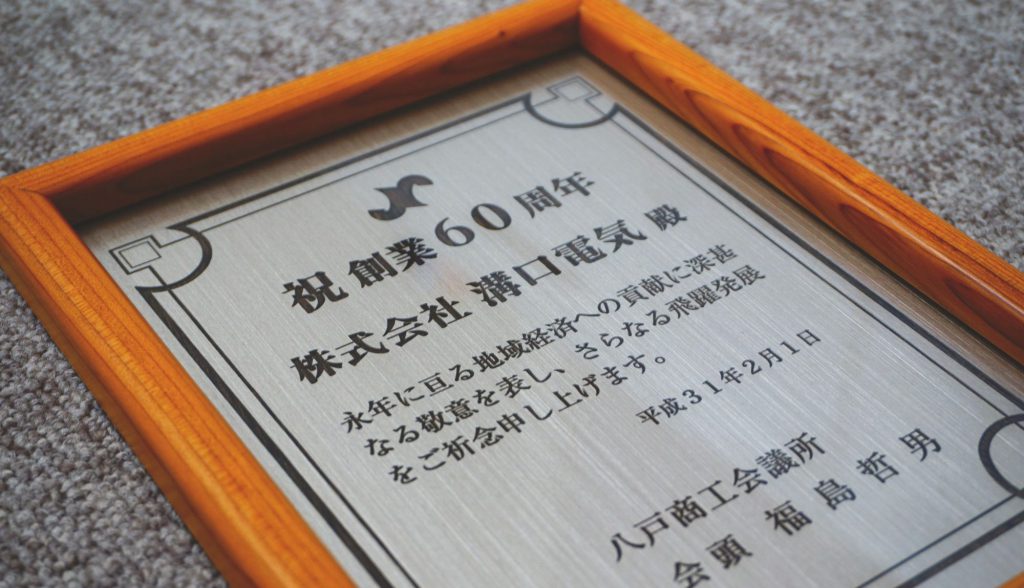 祝 創業60周年
株式会社 溝口電気 殿
永年に亘る地域経済への貢献に深甚
なる敬意を表し、さらなる飛躍発展
をご祈念申し上げます。
平成31年2月1日
八戸商工会議所
会頭 福島哲男